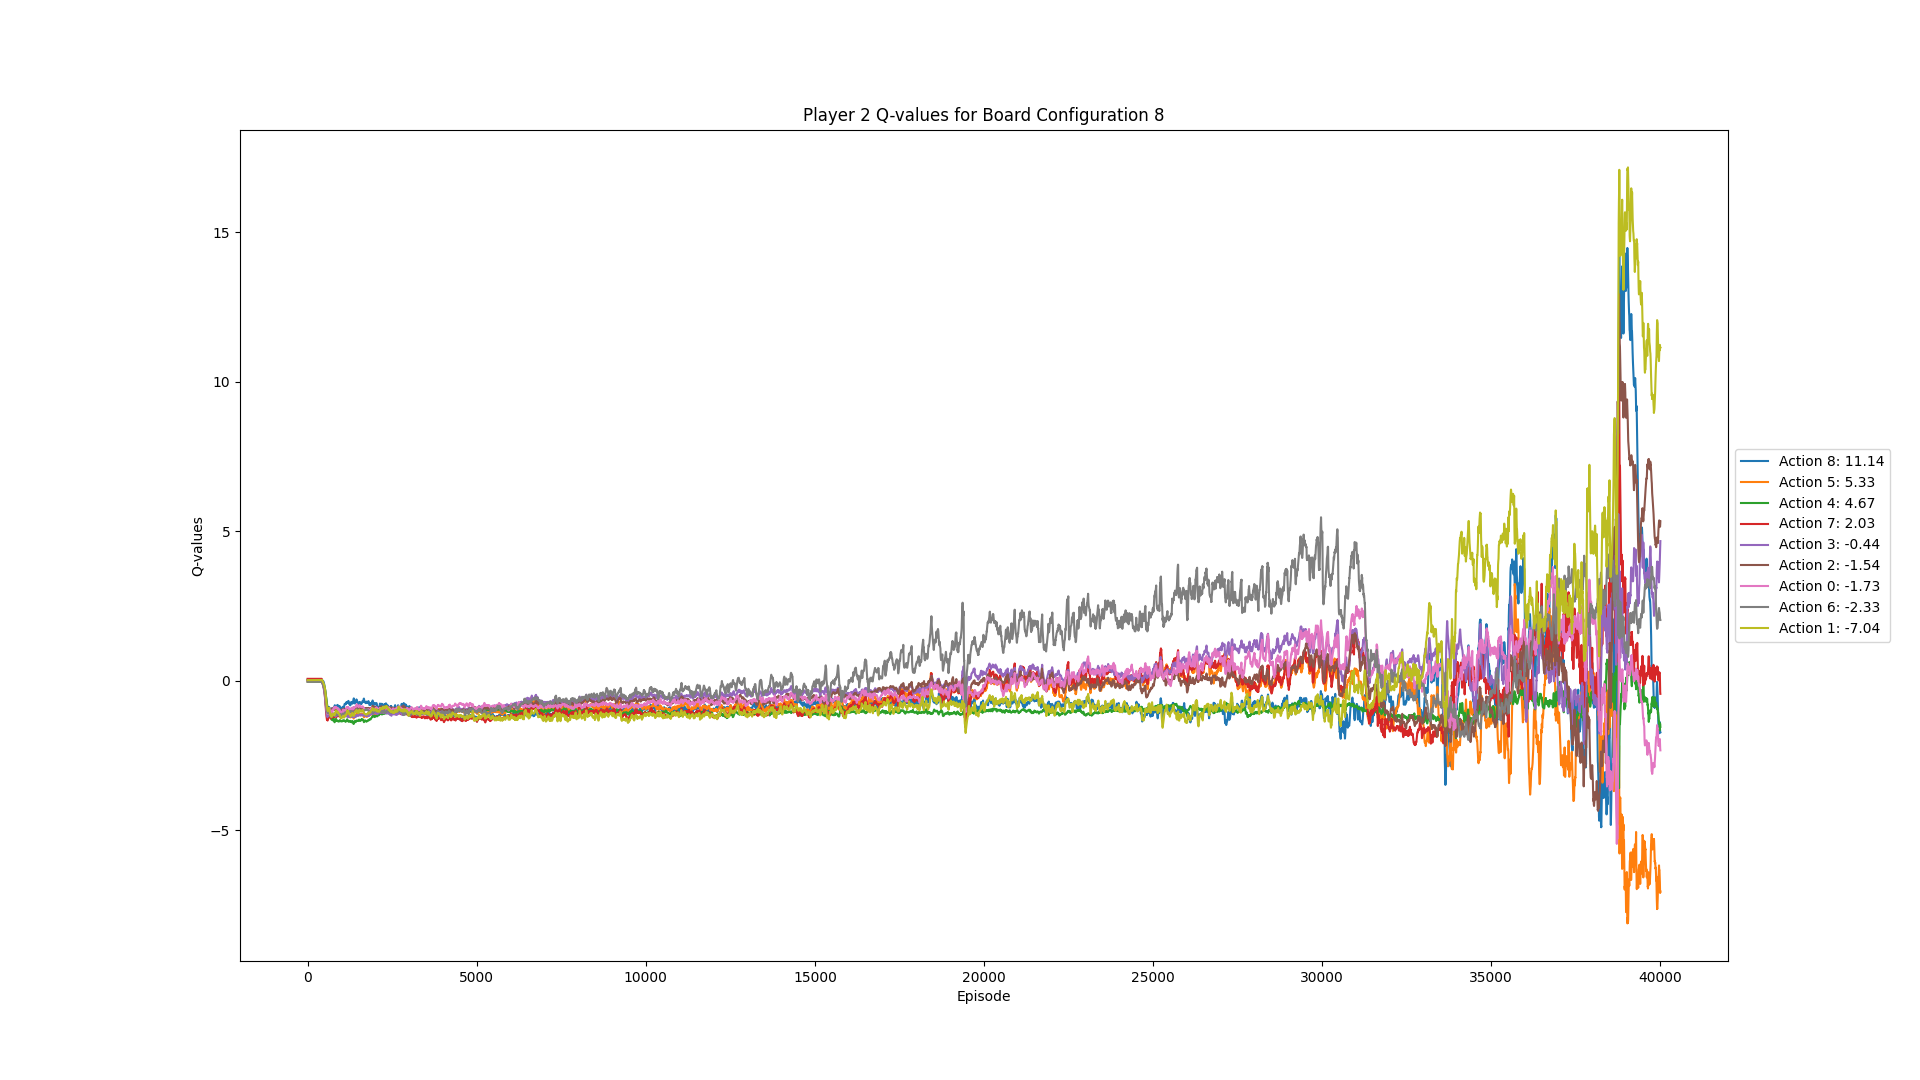 Player 2 Q-values for Board Configuration 8
Q-values
15
10
5
0
−5
0
5000
10000
15000
20000
25000
30000
35000
40000
Episode
Action 8: 11.14
Action 5: 5.33
Action 4: 4.67
Action 7: 2.03
Action 3: -0.44
Action 2: -1.54
Action 0: -1.73
Action 6: -2.33
Action 1: -7.04